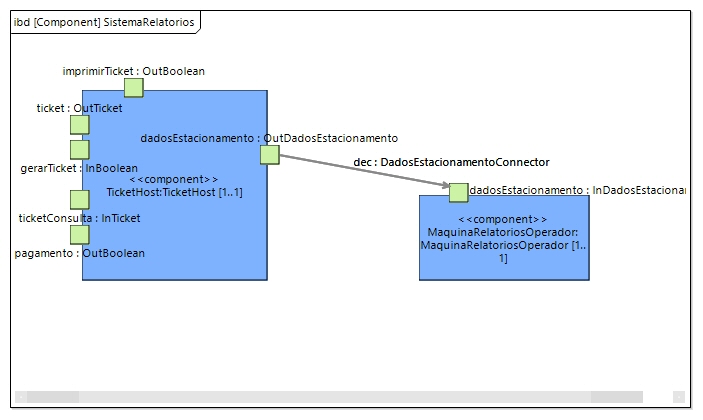 ibd [Component] SistemaRelatorios
imprimirTicket : OutBoolean
ticket : OutTicket
dadosEstacionamento : OutDadosEstacionamento
gerarTicket : InBoolean
dec : DadosEstacionamentoConnector
<<component>>
TicketHost:TicketHost [1..1]
dadosEstacionamento : InDadosEstacionar
ticketConsulta : InTicket
<<component>>
MaquinaRelatoriosOperador:
MaquinaRelatoriosOperador [1..
1]
pagamento : OutBoolean